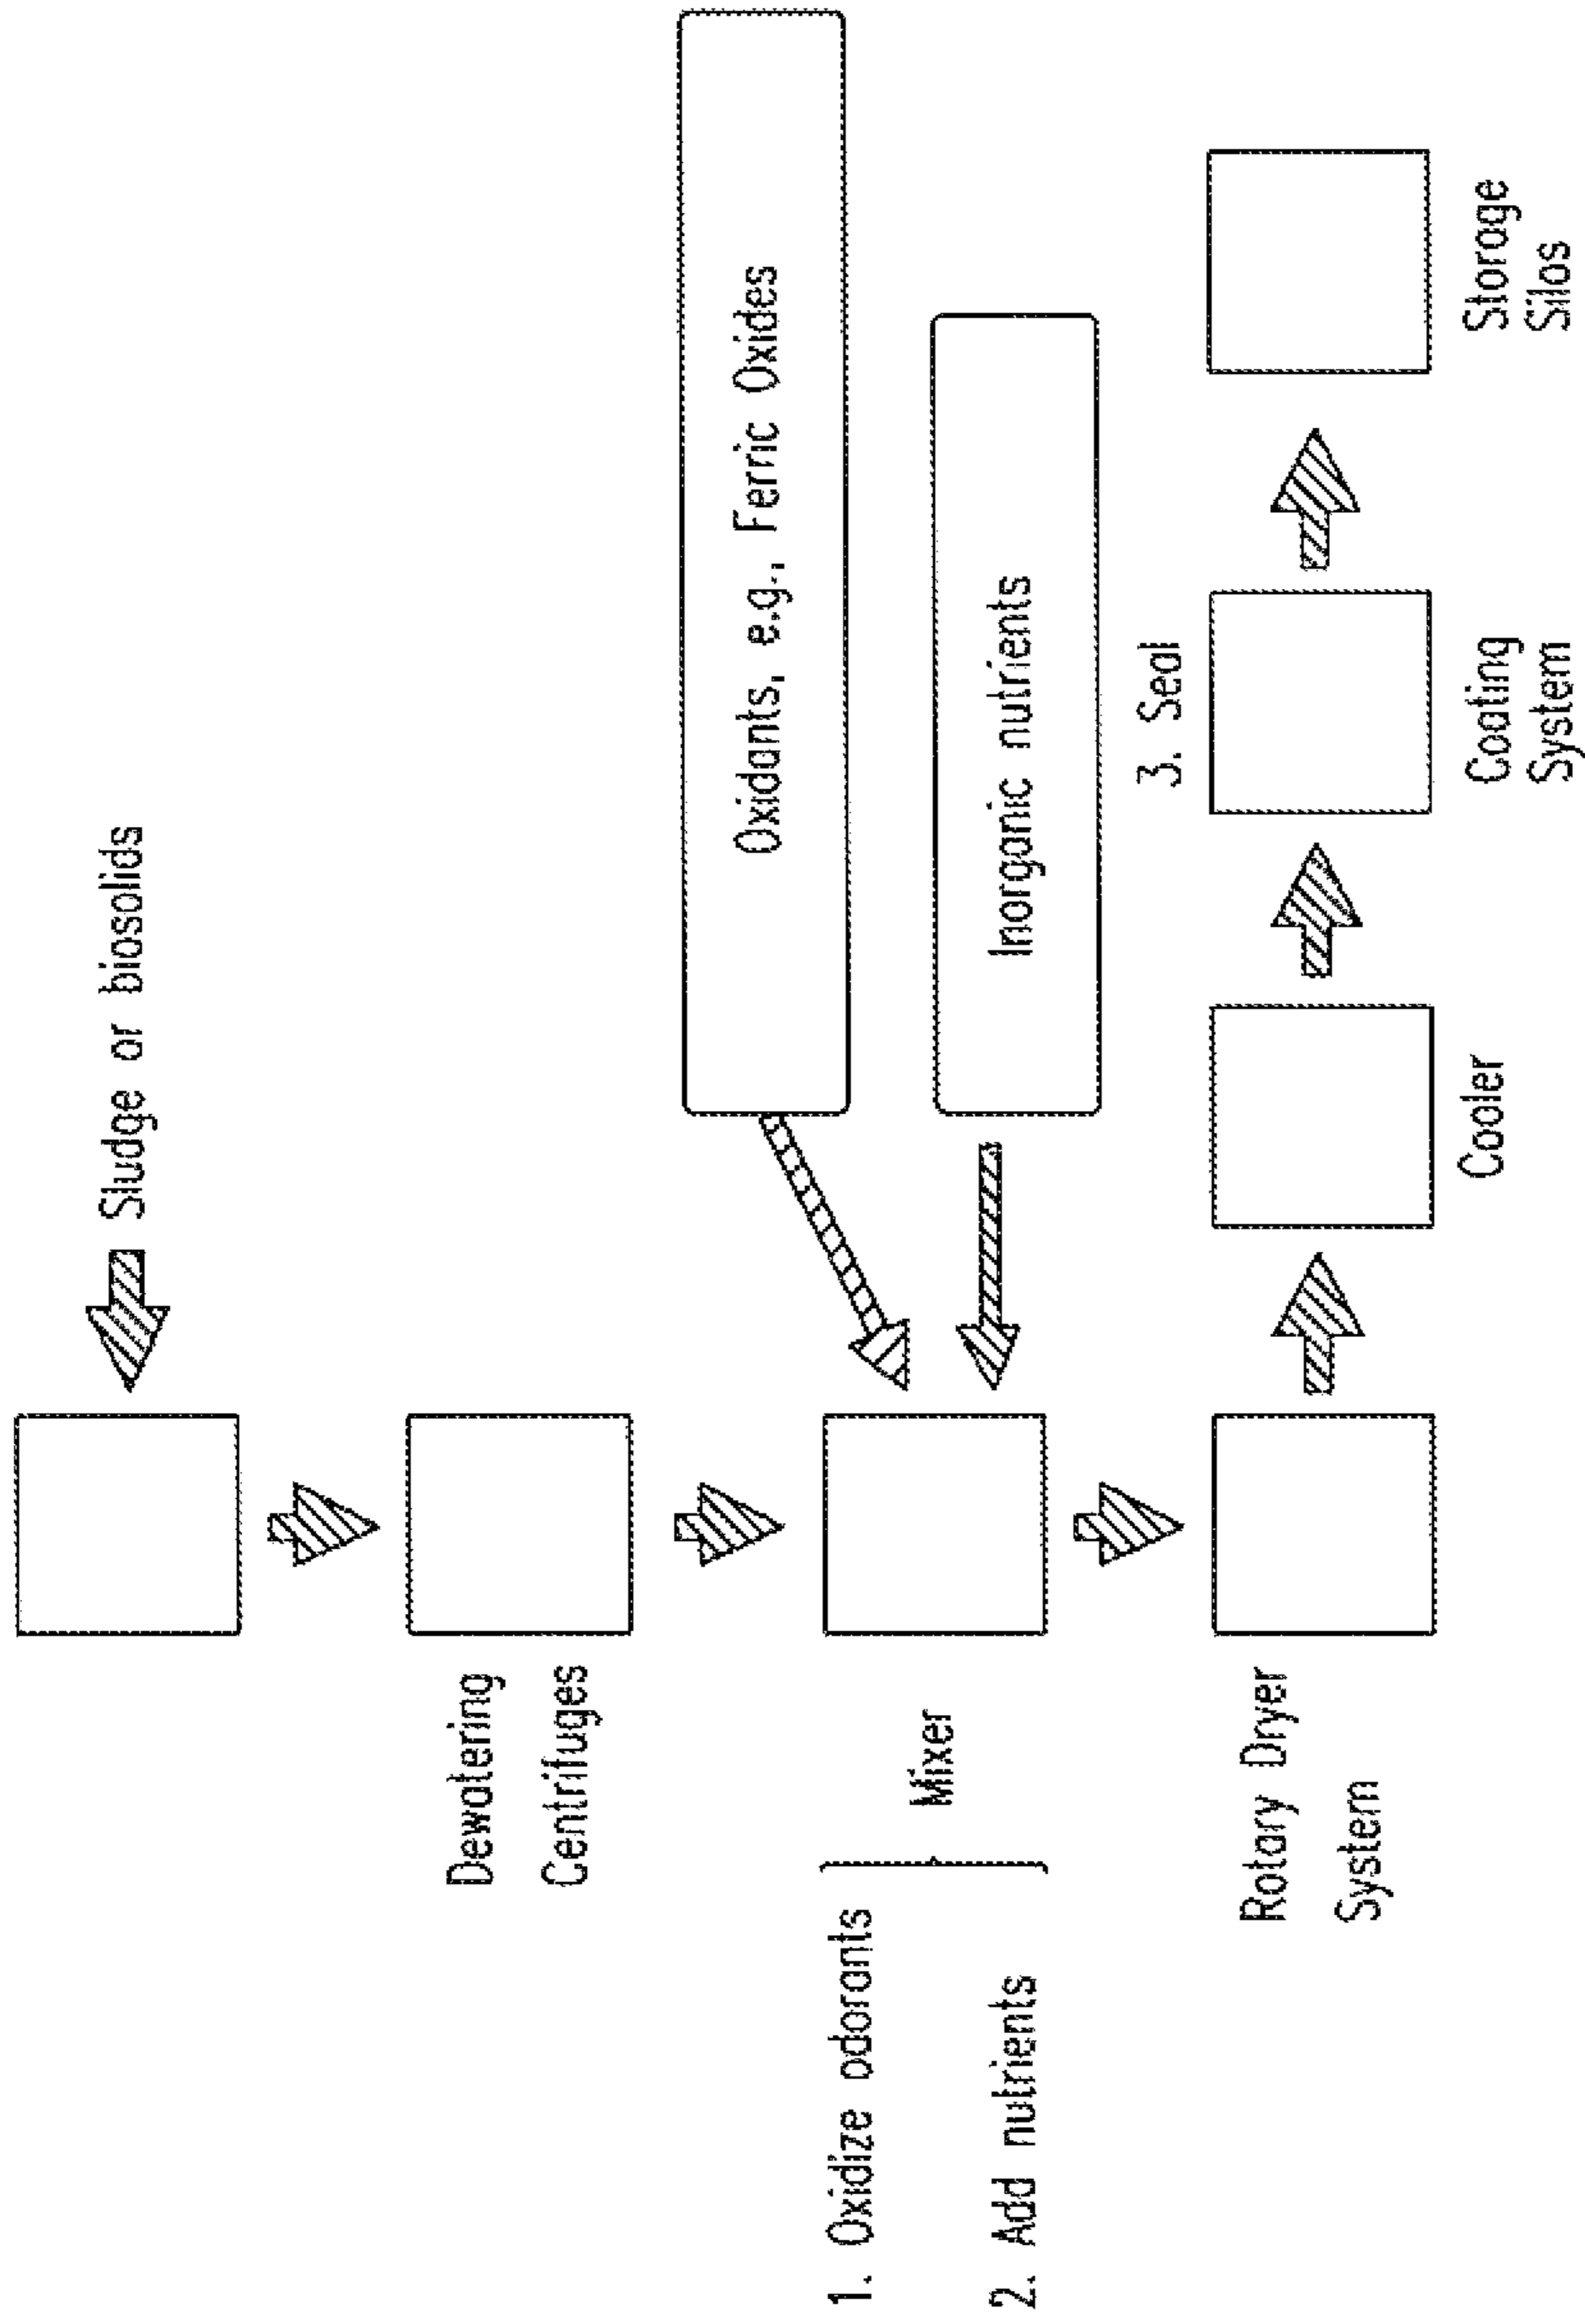 Sludge or biosolids
Dewatering
Centrifuges
Oxidants, e.g., Ferric Oxides
1. Oxidize odorants
Mixer
2. Add nutrients
Inorganic nutrients
3. Seal
Rotary Dryer
System
Cooler
Coating
System
Storage
Silos